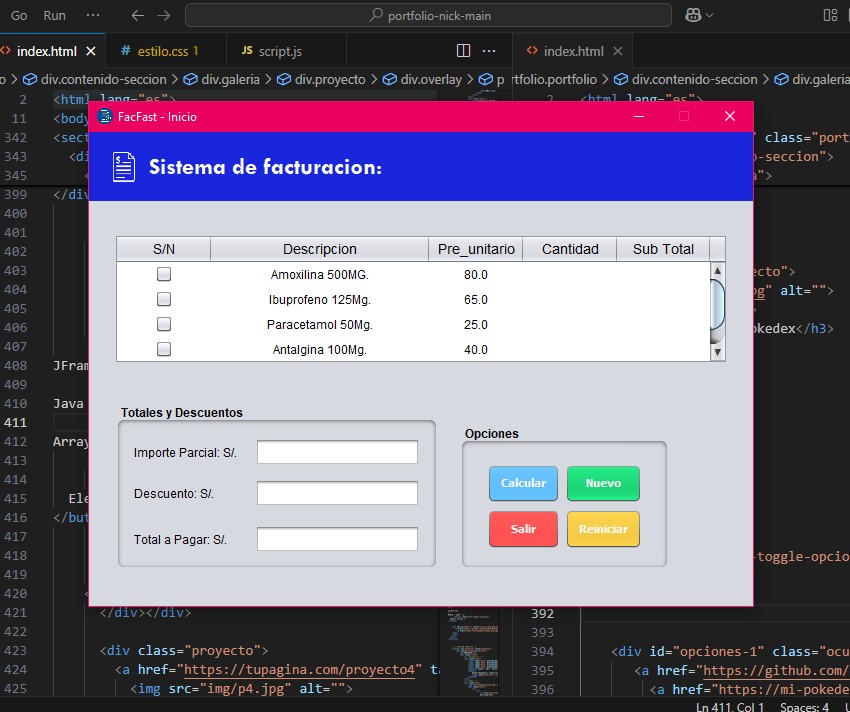 Go Run ··· portfolio-nick-main
index.html estilo.css 1 script.js ··· index.html
div.contenido-seccion > div.galeria > div.proyecto > div.overlay > rtfolio.portfolio > div.contenido-seccion > div.galeria
2 <html lang="es"> 2 <html lang="es">
FacFast - Inicio
Sistema de facturacion:
S/N Descripcion Pre_unitario Cantidad Sub Total
Amoxilina 500MG. 80.0
Ibuprofeno 125Mg. 65.0
Paracetamol 50Mg. 25.0
Antalgina 100Mg. 40.0
Totales y Descuentos
Importe Parcial: S/.
Descuento: S/.
Total a Pagar: S/.
Opciones
Calcular Nuevo
Salir Reiniciar
11 <body
342 <sect class="port
343 <di o-seccion">
345 a">
399 </div
400
401
402
403 ecto">
404 pg" alt="">
405
406 okedex</h3>
407
408 JFram
409
410 Java
411
412 Array
413
414
415 Ele
416 </but
417
418 -toggle-opcio
419
420 <
421 </div></div> 392
422 393
423 <div class="proyecto"> 394 <div id="opciones-1" class="ocu
424 <a href="https://tupagina.com/proyecto4" ta 395 <a href="https://github.com/
425 <img src="img/p4.jpg" alt=""> 396 <a href="https://mi-pokede
Ln 411, Col 1 Spaces: 4